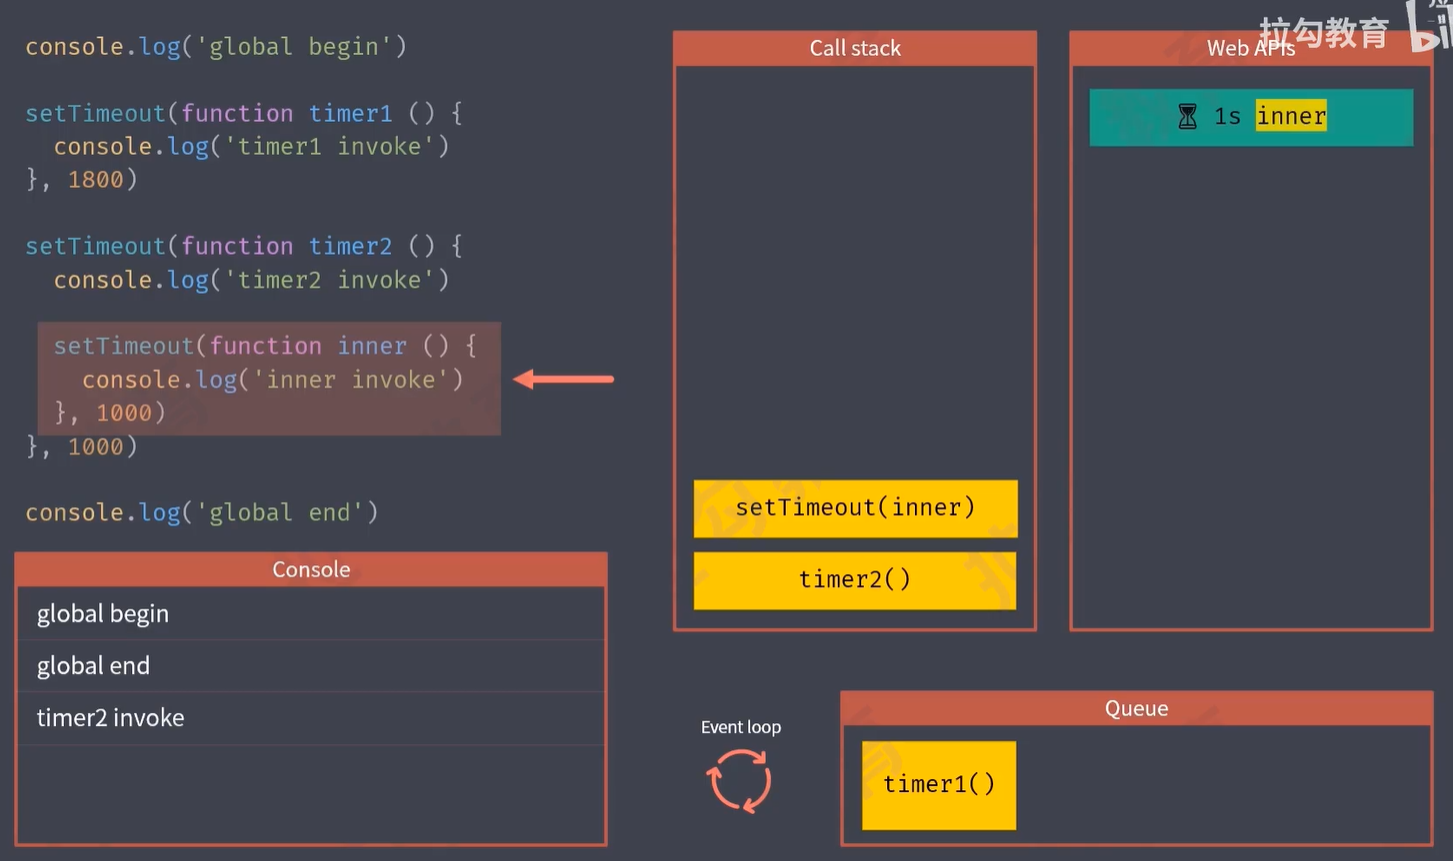 console.log('global begin')
setTimeout(function timer1 () {
  console.log('timer1 invoke')
}, 1800)
setTimeout(function timer2 () {
  console.log('timer2 invoke')
  setTimeout(function inner () {
    console.log('inner invoke')
  }, 1000)
}, 1000)
console.log('global end')
Console
global begin
global end
timer2 invoke
Call stack
setTimeout(inner)
timer2()
拉勾教育
Web APIs
1s inner
Event loop
Queue
timer1()